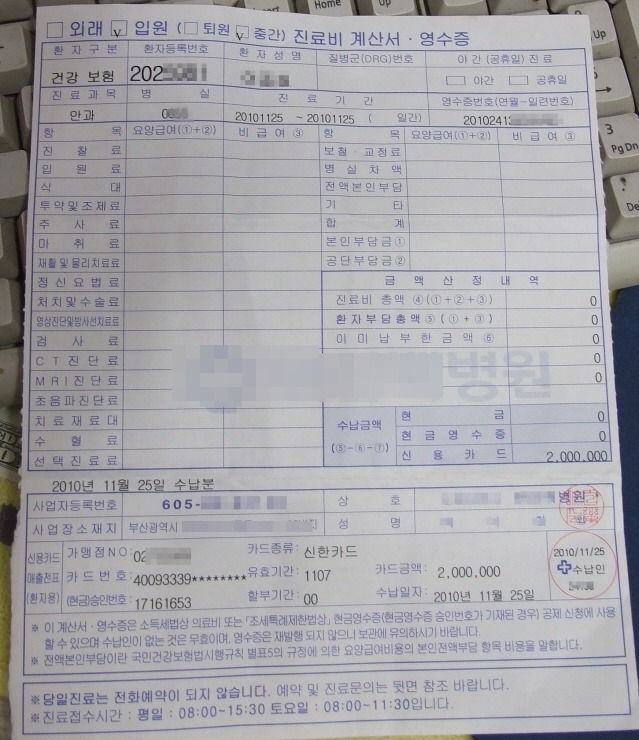 외래 입원 (퇴원 중간) 진료비 계산서 · 영수증
환자구분 환자등록번호 환자성명 질병군(DRG)번호 야간(공휴일)진료
건강 보험 202 야간 공휴일
진료과목 병실 진료기간 영수증번호(연월-일련번호)
안과 20101125 ~ 20101125 ( 일간) 2010241
항목 요양급여(①+②) 비급여③ 항목 요양급여(①+②) 비급여③
진찰료 보철·교정료
입원료 병실차액
식대 전액본인부담
투약및조제료 기타
주사료 합계
마취료 본인부담금①
재활및물리치료료 공단부담금②
정신요법료 금액산정내역
처치및수술료 진료비 총액 ④(①+②+③) 0
영상진단및방사선치료료 환자부담총액⑤ (①+③) 0
검사료 이미납부한금액⑥ 0
CT진단료 0
MRI진단료 0
초음파진단료 병원
치료재료대 수납금액 현금 0
수혈료 (⑤-⑥-⑦) 현금영수증 0
선택진료료 신용카드 2,000,000
2010년 11월 25일 수납분
사업자등록번호 605- 상호 병원
사업장소재지 부산광역시 성명
신용카드 가맹점NO: 02 카드종류: 신한카드 2010/11/25
매출전표 카드번호: 40093339******** 유효기간: 1107 카드금액: 2,000,000 수납인
(환자용) (현금)승인번호: 17161653 할부기간: 00 수납일자: 2010년 11월 25일
※ 이 계산서·영수증은 소득세법상 의료비 또는 「조세특례제한법상」 현금영수증(현금영수증 승인번호가 기재된 경우) 공제 신청에 사용
할 수 있으며 수납인이 없는 것은 무효이며, 영수증은 재발행 되지 않으니 보관에 유의하시기 바랍니다.
※ 전액본인부담이란 국민건강보험법시행규칙 별표5의 규정에 의한 요양급여비용의 본인전액부담 항목 비용을 말합니다.
※당일진료는 전화예약이 되지 않습니다. 예약 및 진료문의는 뒷면 참조 바랍니다.
※진료접수시간 : 평일 : 08:00~15:30 토요일 : 08:00~11:30입니다.
Home
Up
3
PgDn